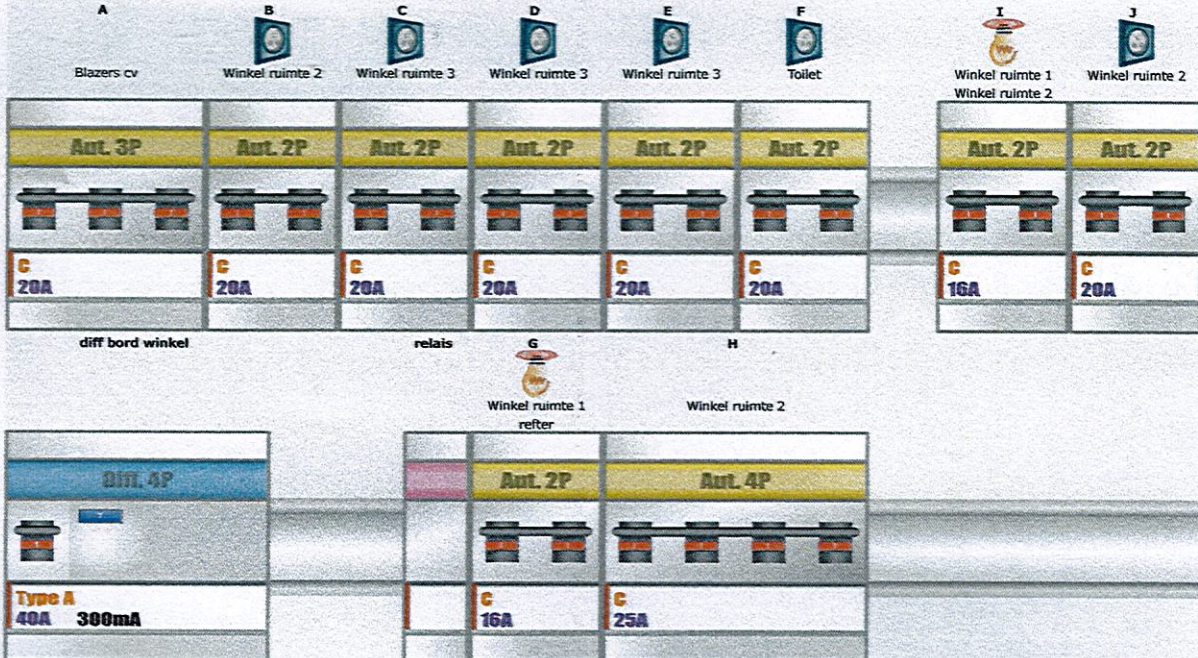 A B C D E F I J
Blazers cv Winkel ruimte 2 Winkel ruimte 3 Winkel ruimte 3 Winkel ruimte 3 Toilet Winkel ruimte 1 Winkel ruimte 2
Winkel ruimte 2
Aut. 3P Aut. 2P Aut. 2P Aut. 2P Aut. 2P Aut. 2P Aut. 2P Aut. 2P
C C C C C C C C
20A 20A 20A 20A 20A 20A 16A 20A
diff bord winkel relais G H
Winkel ruimte 1 Winkel ruimte 2
refter
Diff. 4P Aut. 2P Aut. 4P
Type A C C
40A 300mA 16A 25A